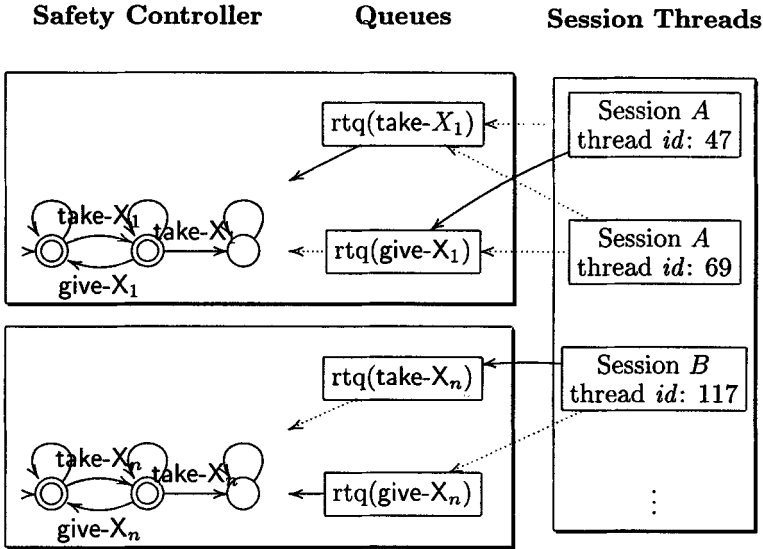 Safety Controller Queues Session Threads
rtq(take-X₁)
Session A
thread id: 47
take-X₁
take-X
give-X₁
rtq(give-X₁)
Session A
thread id: 69
rtq(take-Xₙ)
Session B
thread id: 117
take-Xₙ
take-Xₙ
give-Xₙ
rtq(give-Xₙ)
⋮